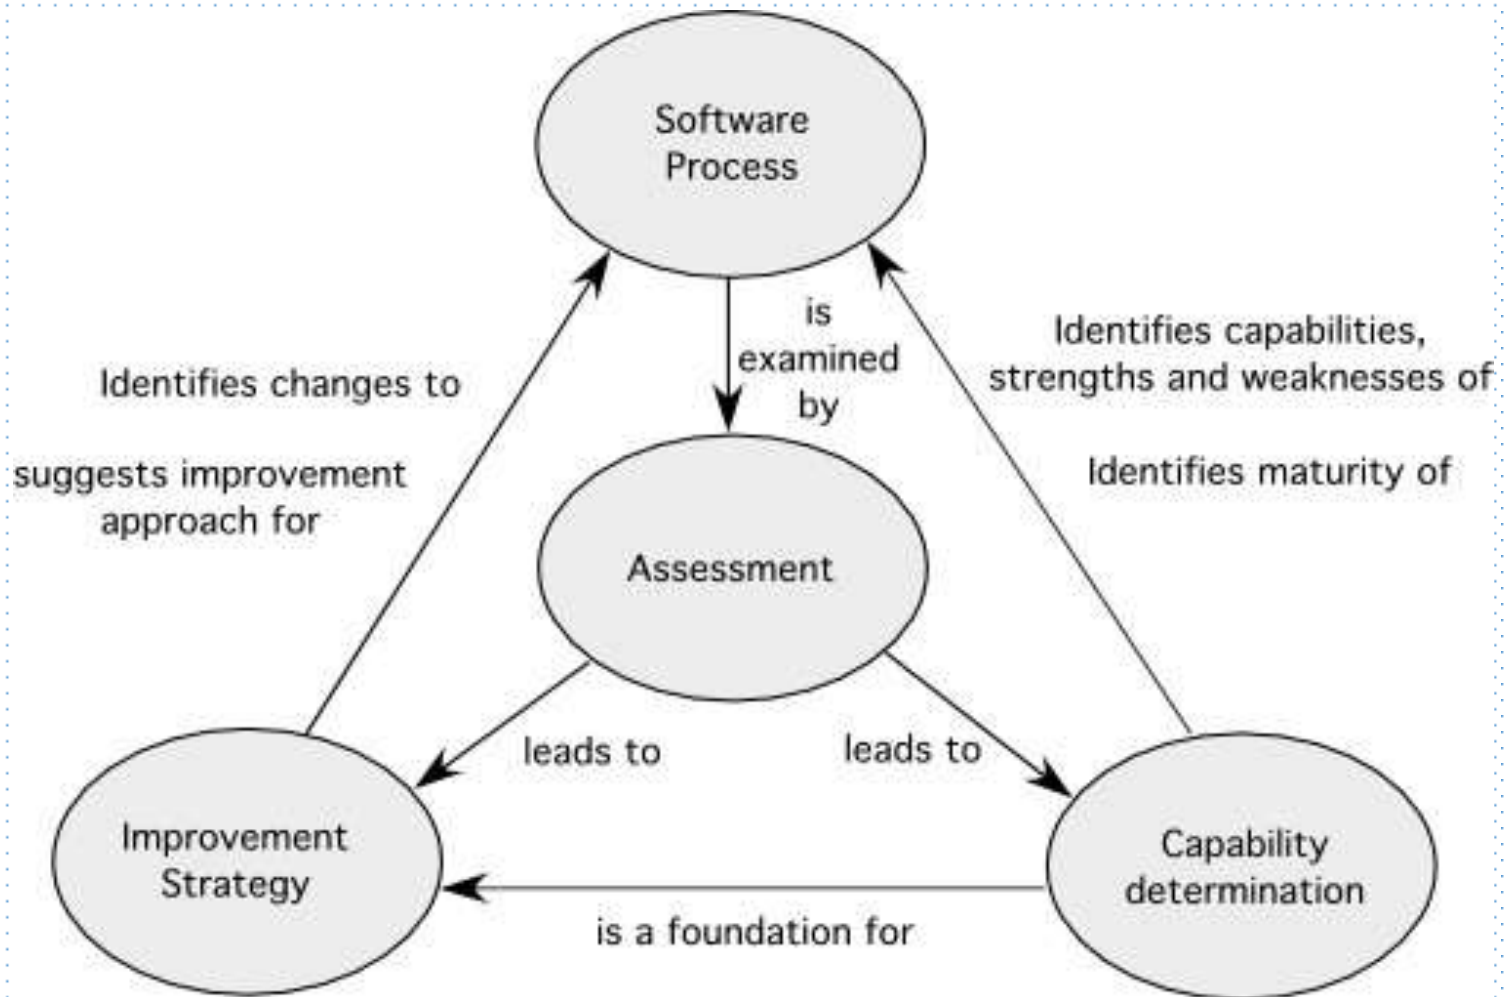 Software
Process
is
examined
by
Identifies capabilities,
strengths and weaknesses of
Identifies maturity of
Identifies changes to
suggests improvement
approach for
Assessment
leads to
leads to
Improvement
Strategy
Capability
determination
is a foundation for